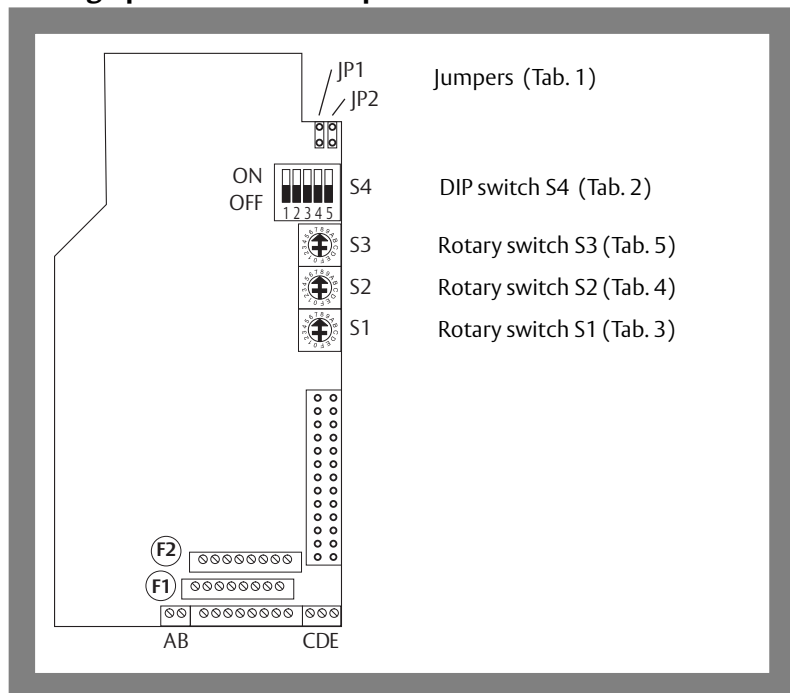 JP1
Jumpers (Tab. 1)
JP2
ON
OFF
S4
DIP switch S4 (Tab. 2)
1 2 3 4 5
S3
Rotary switch S3 (Tab. 5)
S2
Rotary switch S2 (Tab. 4)
S1
Rotary switch S1 (Tab. 3)
F2
F1
AB
CDE